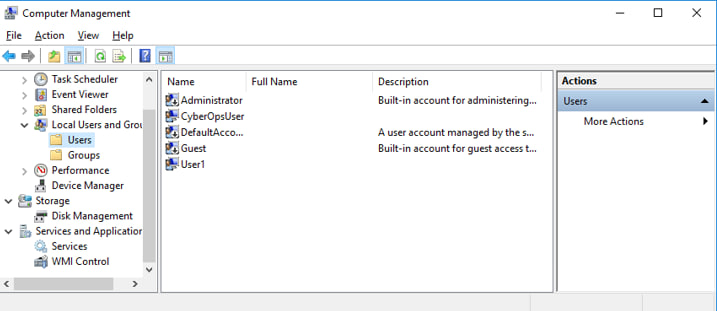 Computer Management
File Action View Help
Task Scheduler
Event Viewer
Shared Folders
Local Users and Grou
Users
Groups
Performance
Device Manager
Storage
Disk Management
Services and Application
Services
WMI Control
Name Full Name Description
Administrator Built-in account for administering...
CyberOpsUser
DefaultAcco... A user account managed by the s...
Guest Built-in account for guest access t...
User1
Actions
Users
More Actions